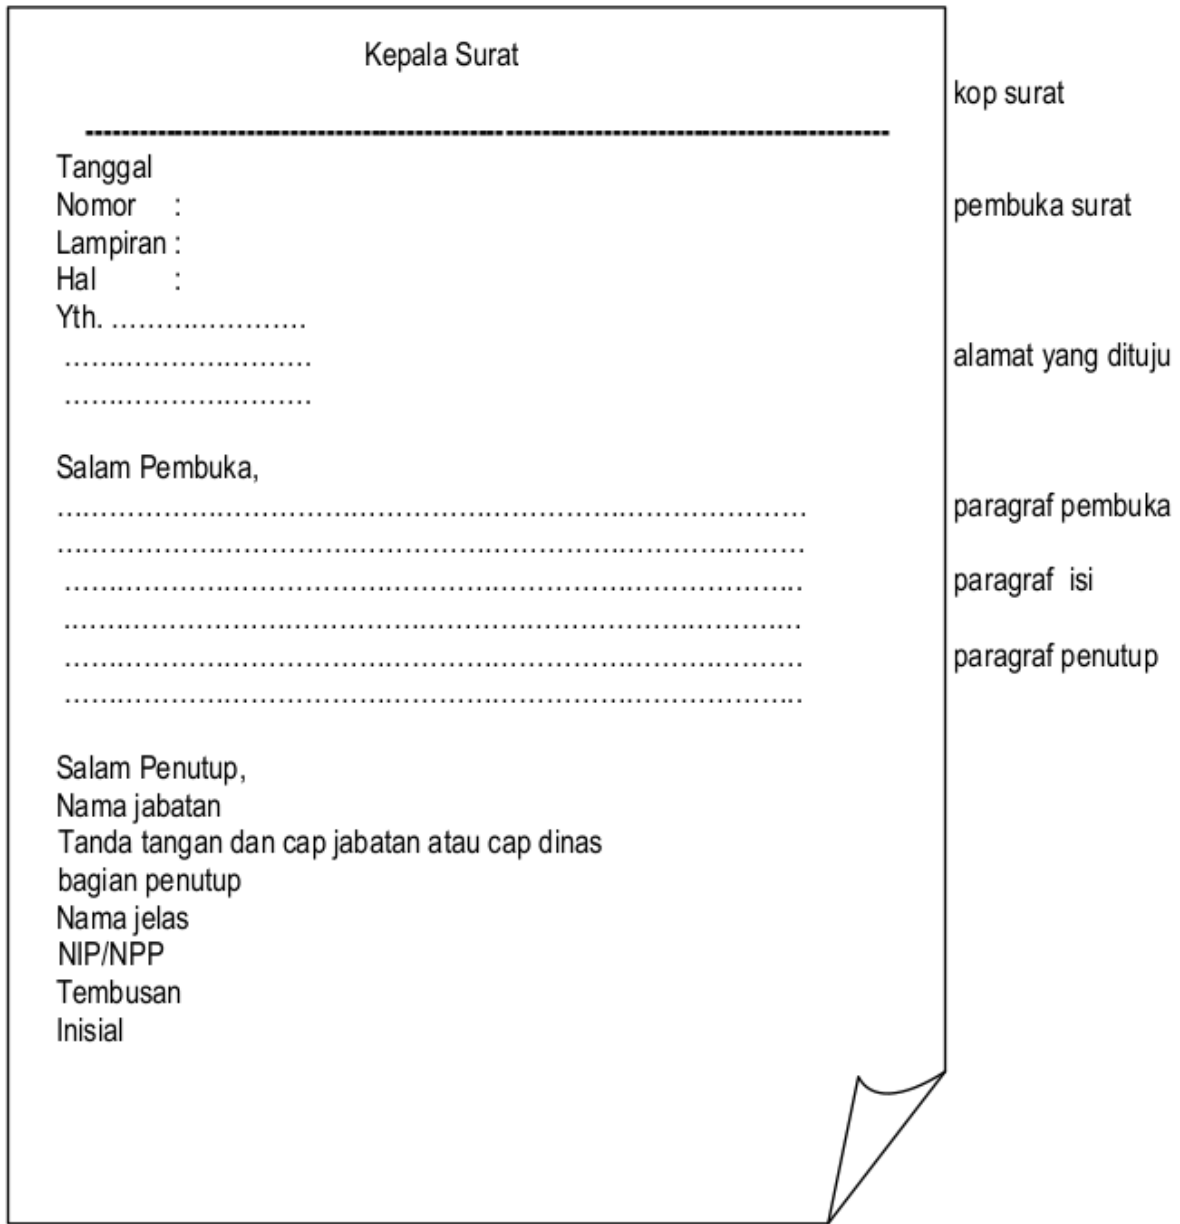 Kepala Surat
kop surat
--------------------------------------------------------------------------------
Tanggal
Nomor :
pembuka surat
Lampiran :
Hal :
Yth. ........................
..............................
alamat yang dituju
..............................
Salam Pembuka,
..........................................................................................
paragraf pembuka
..........................................................................................
.........................................................................................
paragraf isi
.........................................................................................
.........................................................................................
paragraf penutup
.........................................................................................
Salam Penutup,
Nama jabatan
Tanda tangan dan cap jabatan atau cap dinas
bagian penutup
Nama jelas
NIP/NPP
Tembusan
Inisial